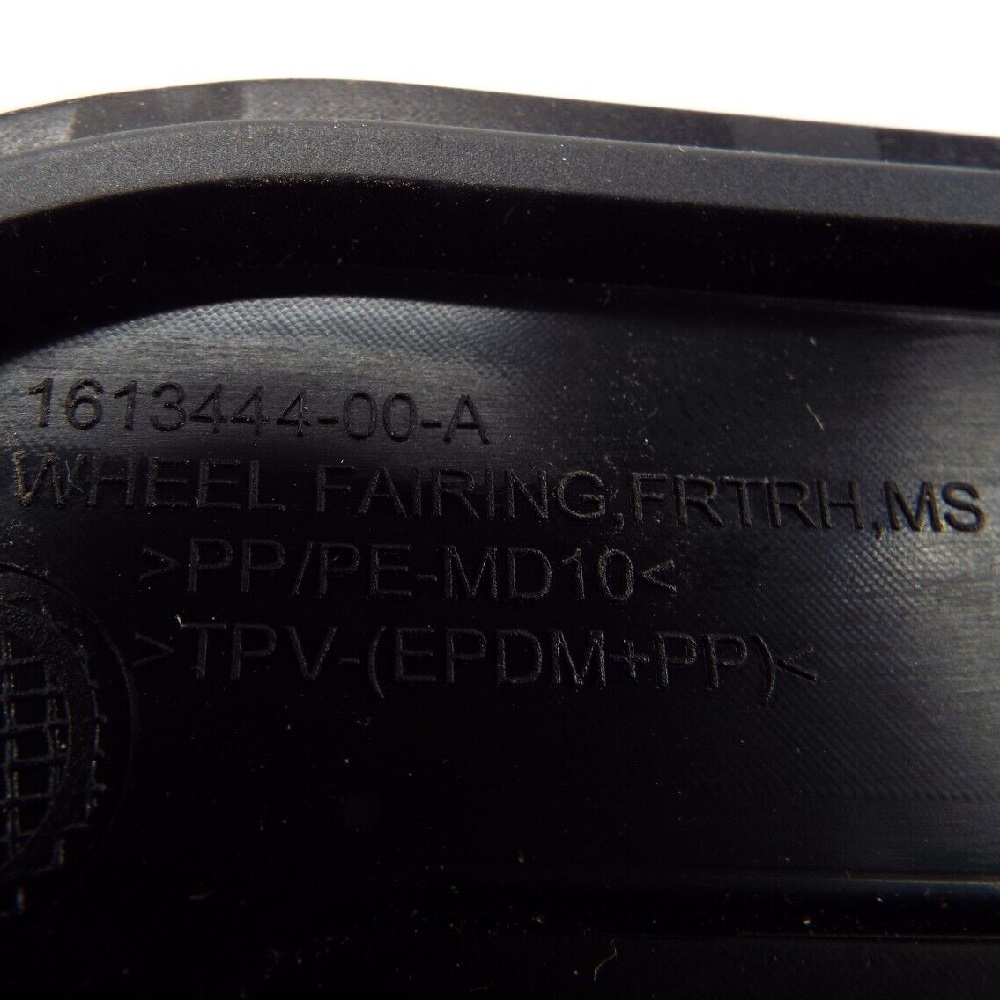 1613444-00-A
WHEEL FAIRING,FRTRH,MS
>PP/PE-MD10<
>TPV-(EPDM+PP)<